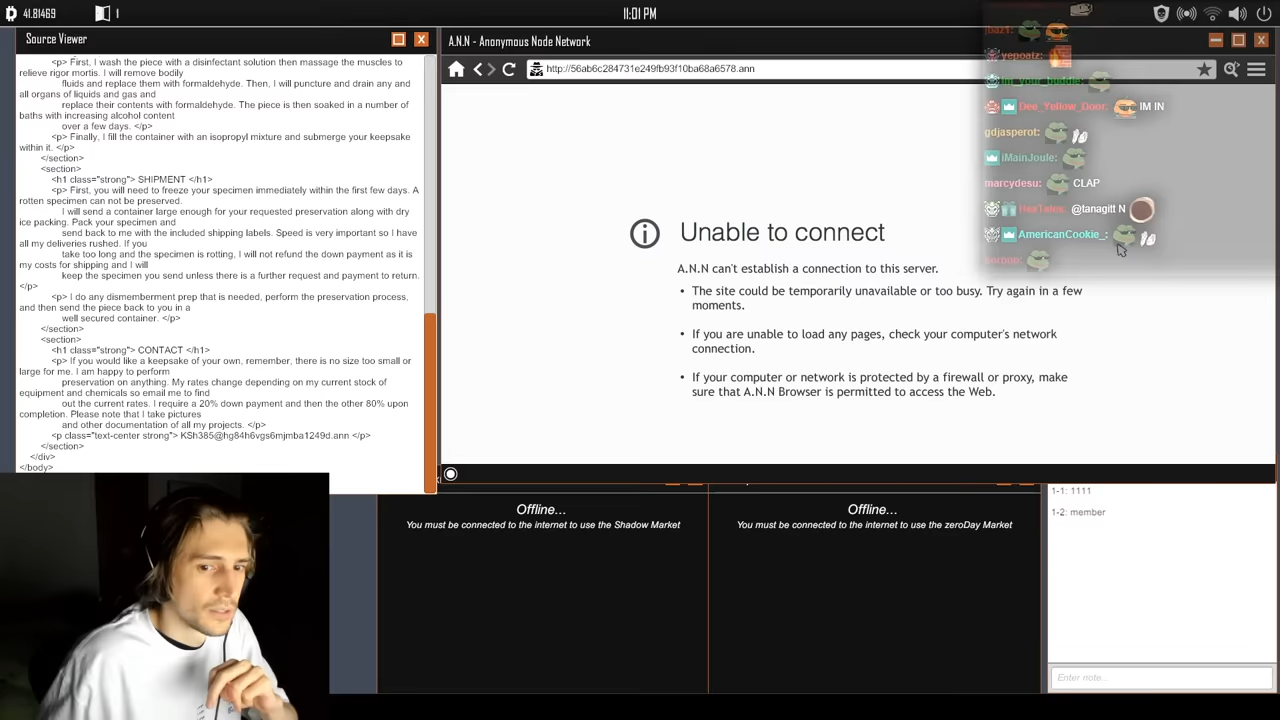 41.81469
1
11:01 PM
Source Viewer
<p> First, I wash the piece with a disinfectant solution then massage the muscles to
relieve rigor mortis. I will remove bodily
fluids and replace them with formaldehyde. Then, I will puncture and drain any and
all organs of liquids and gas and
replace their contents with formaldehyde. The piece is then soaked in a number of
baths with increasing alcohol content
over a few days. </p>
<p> Finally, I fill the container with an isopropyl mixture and submerge your keepsake
within it. </p>
</section>
<section>
<h1 class="strong"> SHIPMENT </h1>
<p> First, you will need to freeze your specimen immediately within the first few days. A
rotten specimen can not be preserved.
I will send a container large enough for your requested preservation along with dry
ice packing. Pack your specimen and
send back to me with the included shipping labels. Speed is very important so I have
all my deliveries rushed. If you
take too long and the specimen is rotting, I will not refund the down payment as it is
my costs for shipping and I will
keep the specimen you send unless there is a further request and payment to return.
</p>
<p> I do any dismemberment prep that is needed, perform the preservation process,
and then send the piece back to you in a
well secured container. </p>
</section>
<section>
<h1 class="strong"> CONTACT </h1>
<p> If you would like a keepsake of your own, remember, there is no size too small or
large for me. I am happy to perform
preservation on anything. My rates change depending on my current stock of
equipment and chemicals so email me to find
out the current rates. I require a 20% down payment and then the other 80% upon
completion. Please note that I take pictures
and other documentation of all my projects. </p>
<p class="text-center strong"> KSh385@hg84h6vgs6mjmba1249d.ann </p>
</section>
</div>
</body>
A.N.N - Anonymous Node Network
http://56ab6c284731e249fb93f10ba68a6578.ann
Unable to connect
A.N.N can't establish a connection to this server.
• The site could be temporarily unavailable or too busy. Try again in a few
moments.
• If you are unable to load any pages, check your computer's network
connection.
• If your computer or network is protected by a firewall or proxy, make
sure that A.N.N Browser is permitted to access the Web.
yepoatz:
Dee_Yellow_Door: IM IN
gdjasperot:
iMainJoule:
marcydesu: CLAP
@tanagitt N
AmericanCookie_:
Offline...
You must be connected to the internet to use the Shadow Market
Offline...
You must be connected to the internet to use the zeroDay Market
1-1: 1111
1-2: member
Enter note...